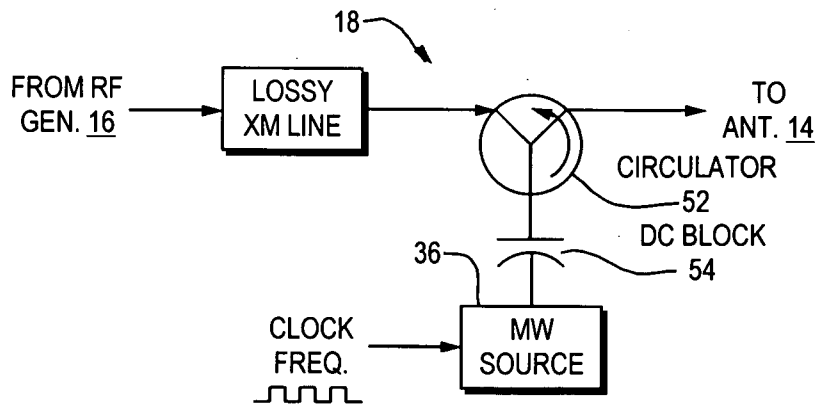 18
FROM RF
GEN. 16
LOSSY
XM LINE
TO
ANT. 14
CIRCULATOR
52
DC BLOCK
54
36
MW
SOURCE
CLOCK
FREQ.